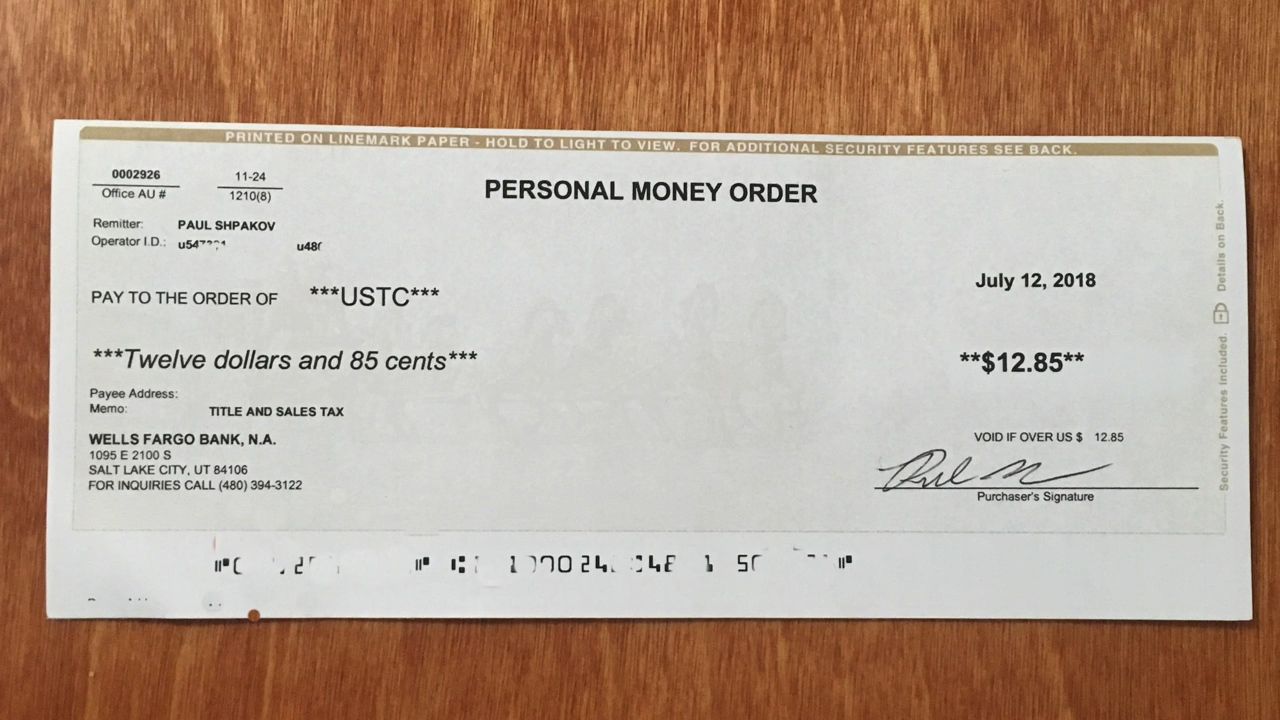 PRINTED ON LINEMARK PAPER - HOLD TO LIGHT TO VIEW. FOR ADDITIONAL SECURITY FEATURES SEE BACK.
0002926
Office AU #
11-24
1210(8)
PERSONAL MONEY ORDER
Remitter: PAUL SHPAKOV
Operator I.D.:
July 12, 2018
PAY TO THE ORDER OF ***USTC***
***Twelve dollars and 85 cents***
**$12.85**
Payee Address:
Memo: TITLE AND SALES TAX
WELLS FARGO BANK, N.A.
1095 E 2100 S
SALT LAKE CITY, UT 84106
FOR INQUIRIES CALL (480) 394-3122
VOID IF OVER US $ 12.85
Purchaser's Signature
Security Features Included. Details on Back.